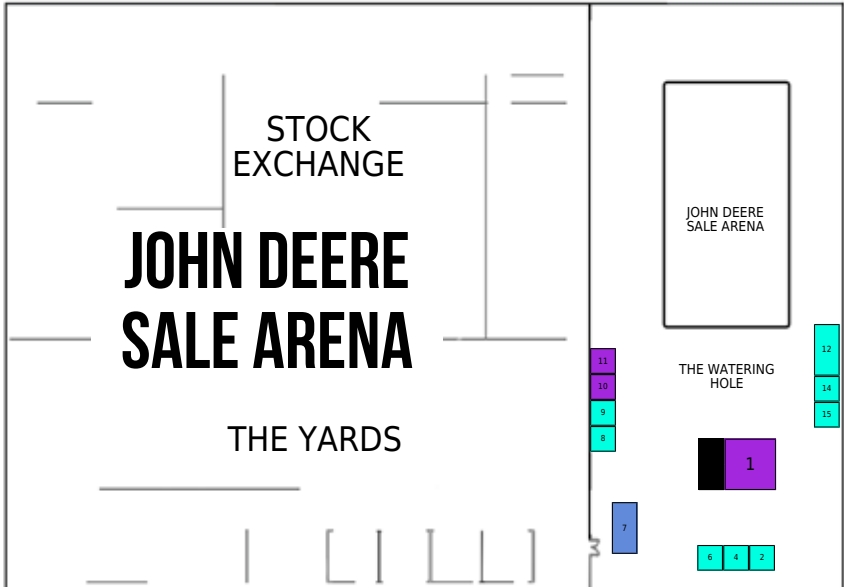 STOCK
EXCHANGE
JOHN DEERE
SALE ARENA
THE YARDS
JOHN DEERE
SALE ARENA
THE WATERING
HOLE
11
10
9
8
12
14
15
1
7
6 4 2